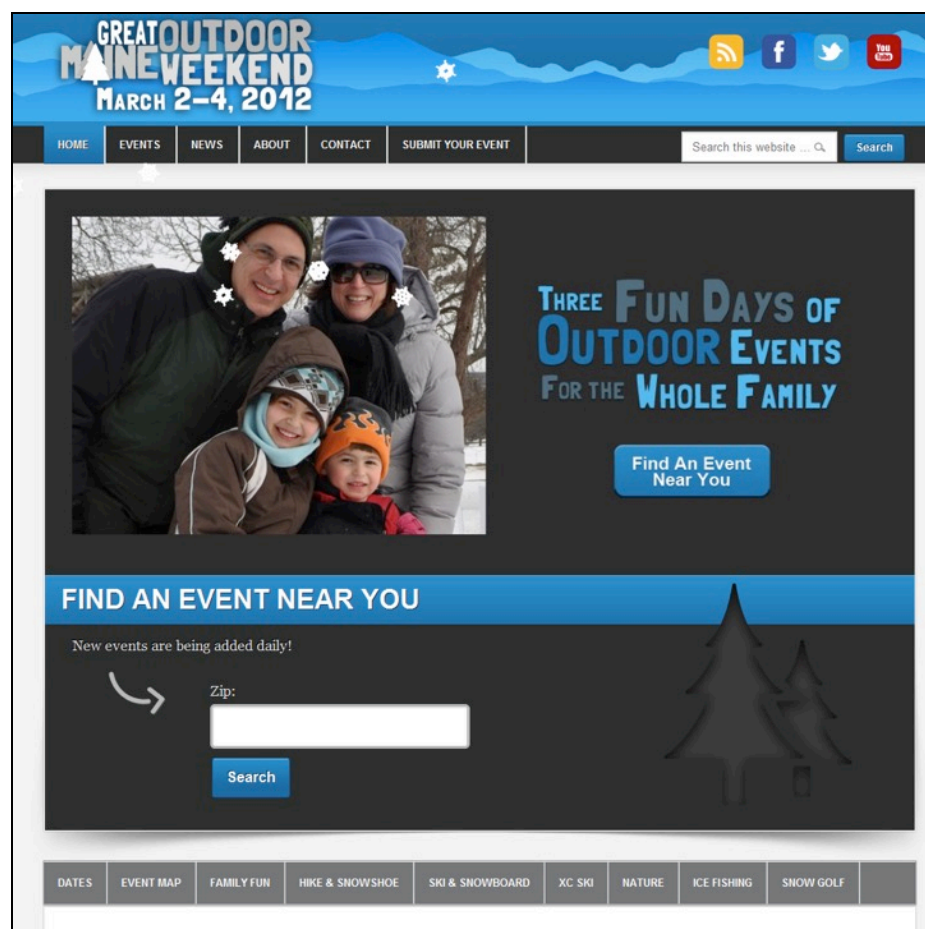 GREAT OUTDOOR
MAINE WEEKEND
MARCH 2–4, 2012
You
Tube
HOME EVENTS NEWS ABOUT CONTACT SUBMIT YOUR EVENT
Search this website ... Search
THREE FUN DAYS OF
OUTDOOR EVENTS
FOR THE WHOLE FAMILY
Find An Event
Near You
FIND AN EVENT NEAR YOU
New events are being added daily!
Zip:
Search
DATES EVENT MAP FAMILY FUN HIKE & SNOWSHOE SKI & SNOWBOARD XC SKI NATURE ICE FISHING SNOW GOLF